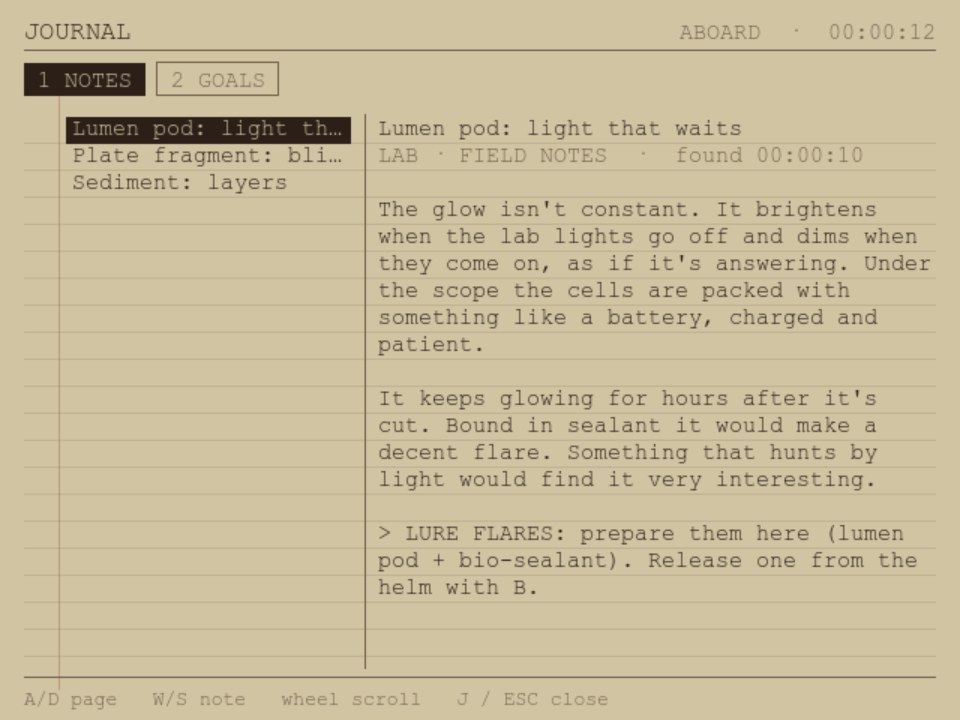 JOURNAL
ABOARD · 00:00:12
1 NOTES
2 GOALS
Lumen pod: light th…
Plate fragment: bli…
Sediment: layers
Lumen pod: light that waits
LAB · FIELD NOTES · found 00:00:10
The glow isn't constant. It brightens
when the lab lights go off and dims when
they come on, as if it's answering. Under
the scope the cells are packed with
something like a battery, charged and
patient.
It keeps glowing for hours after it's
cut. Bound in sealant it would make a
decent flare. Something that hunts by
light would find it very interesting.
> LURE FLARES: prepare them here (lumen
pod + bio-sealant). Release one from the
helm with B.
A/D page W/S note wheel scroll J / ESC close